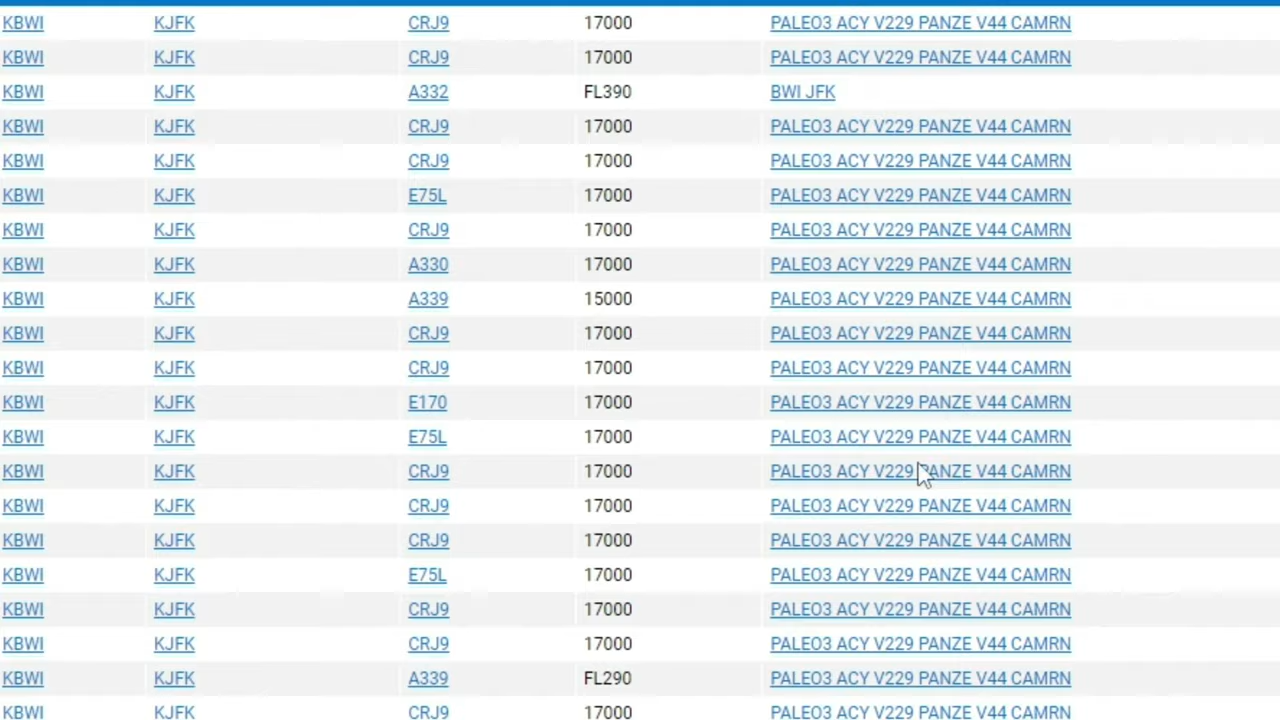 KBWI KJFK CRJ9 17000 PALEO3 ACY V229 PANZE V44 CAMRN
KBWI KJFK CRJ9 17000 PALEO3 ACY V229 PANZE V44 CAMRN
KBWI KJFK A332 FL390 BWI JFK
KBWI KJFK CRJ9 17000 PALEO3 ACY V229 PANZE V44 CAMRN
KBWI KJFK CRJ9 17000 PALEO3 ACY V229 PANZE V44 CAMRN
KBWI KJFK E75L 17000 PALEO3 ACY V229 PANZE V44 CAMRN
KBWI KJFK CRJ9 17000 PALEO3 ACY V229 PANZE V44 CAMRN
KBWI KJFK A330 17000 PALEO3 ACY V229 PANZE V44 CAMRN
KBWI KJFK A339 15000 PALEO3 ACY V229 PANZE V44 CAMRN
KBWI KJFK CRJ9 17000 PALEO3 ACY V229 PANZE V44 CAMRN
KBWI KJFK CRJ9 17000 PALEO3 ACY V229 PANZE V44 CAMRN
KBWI KJFK E170 17000 PALEO3 ACY V229 PANZE V44 CAMRN
KBWI KJFK E75L 17000 PALEO3 ACY V229 PANZE V44 CAMRN
KBWI KJFK CRJ9 17000 PALEO3 ACY V229 PANZE V44 CAMRN
KBWI KJFK CRJ9 17000 PALEO3 ACY V229 PANZE V44 CAMRN
KBWI KJFK CRJ9 17000 PALEO3 ACY V229 PANZE V44 CAMRN
KBWI KJFK E75L 17000 PALEO3 ACY V229 PANZE V44 CAMRN
KBWI KJFK CRJ9 17000 PALEO3 ACY V229 PANZE V44 CAMRN
KBWI KJFK CRJ9 17000 PALEO3 ACY V229 PANZE V44 CAMRN
KBWI KJFK A339 FL290 PALEO3 ACY V229 PANZE V44 CAMRN
KBWI KJFK CRJ9 17000 PALEO3 ACY V229 PANZE V44 CAMRN